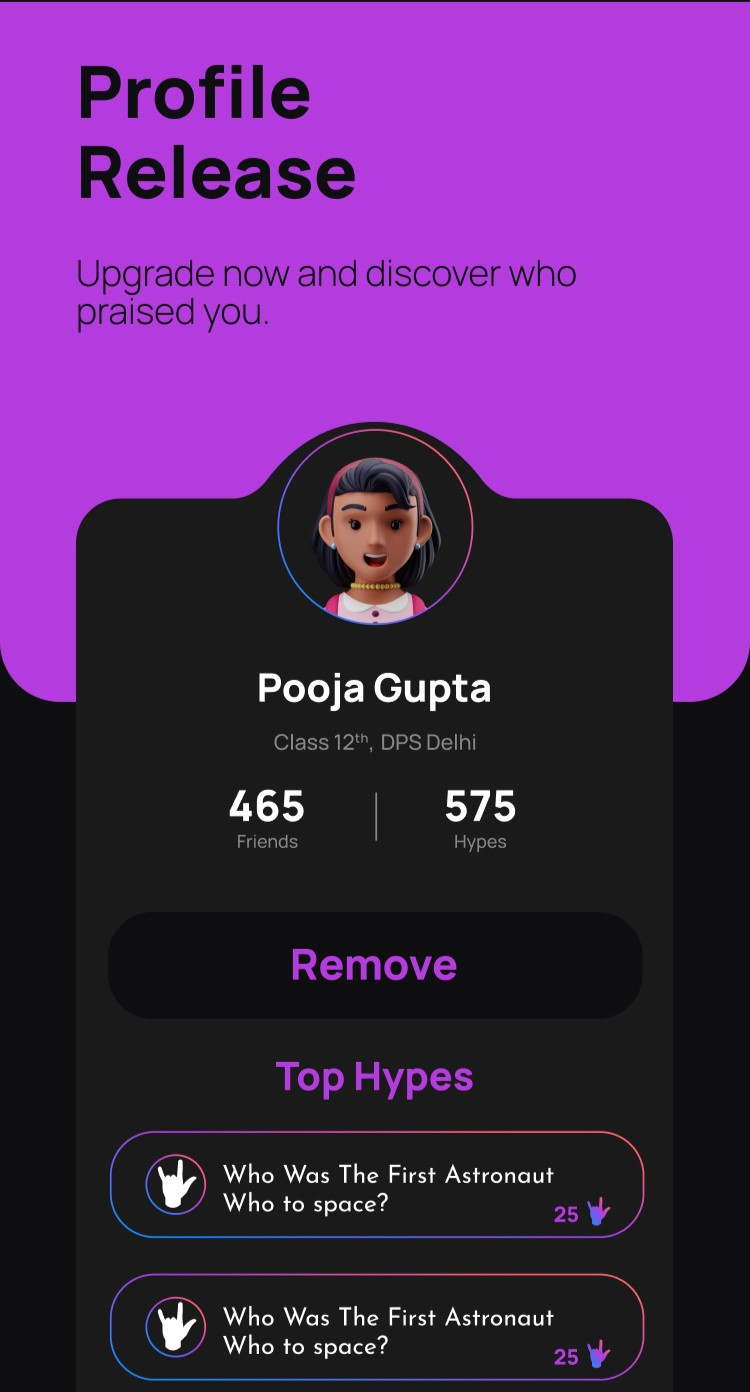 Profile
Release
Upgrade now and discover who
praised you.
Pooja Gupta
Class 12ᵗʰ, DPS Delhi
465
Friends
575
Hypes
Remove
Top Hypes
Who Was The First Astronaut
Who to space?
25
Who Was The First Astronaut
Who to space?
25